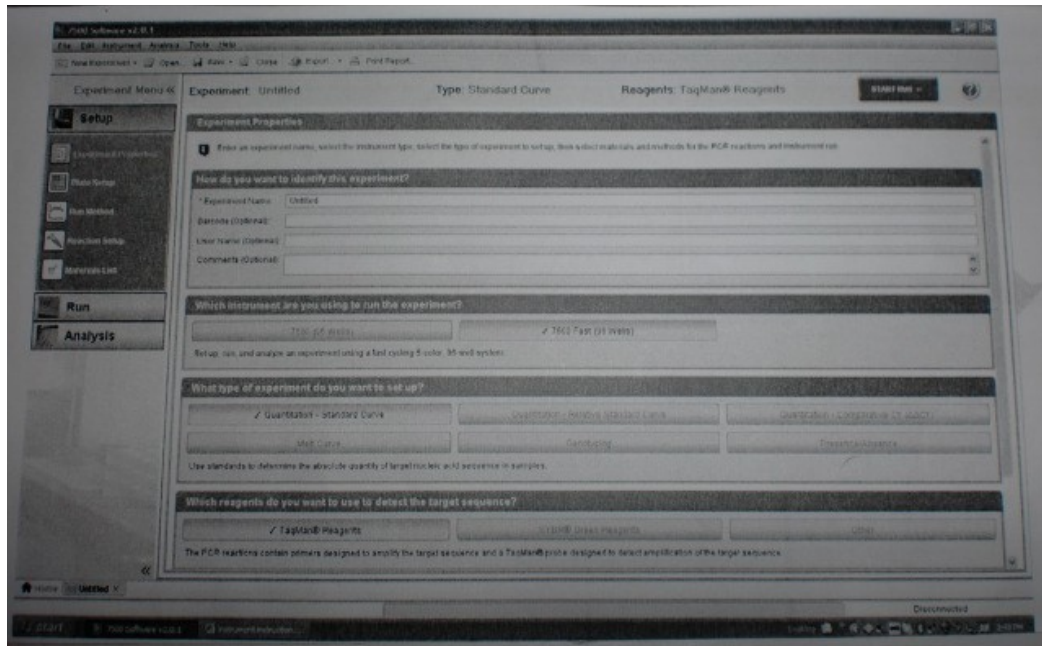 7500 Software v2.0.1
File Edit Instrument Analysis Tools Help
New Experiment Open... Save Close Export Print Report...
Experiment Menu « Experiment: Untitled Type: Standard Curve Reagents: TaqMan® Reagents START RUN
Setup
Experiment Properties
Enter an experiment name, select the instrument type, select the type of experiment to set up, then select materials and methods for the PCR reactions and instrument run.
Experiment Properties
Plate Setup
Run Method
Reaction Setup
Materials List
Run
Analysis
How do you want to identify this experiment?
* Experiment Name: Untitled
Barcode (Optional):
User Name (Optional):
Comments (Optional):
Which instrument are you using to run the experiment?
7500 (96 Wells) ✓ 7500 Fast (96 Wells)
Set up, run, and analyze an experiment using a fast cycling 5-color, 96-well system.
What type of experiment do you want to set up?
✓ Quantitation - Standard Curve Quantitation - Relative Standard Curve Quantitation - Comparative CT (ΔΔCT)
Melt Curve Genotyping Presence/Absence
Use standards to determine the absolute quantity of target nucleic acid sequence in samples.
Which reagents do you want to use to detect the target sequence?
✓ TaqMan® Reagents SYBR® Green Reagents Other
The PCR reactions contain primers designed to amplify the target sequence and a TaqMan® probe designed to detect amplification of the target sequence.
«
Home Untitled ×
Disconnected
start 7500 Software v2.0.1 Instrument Instruction...